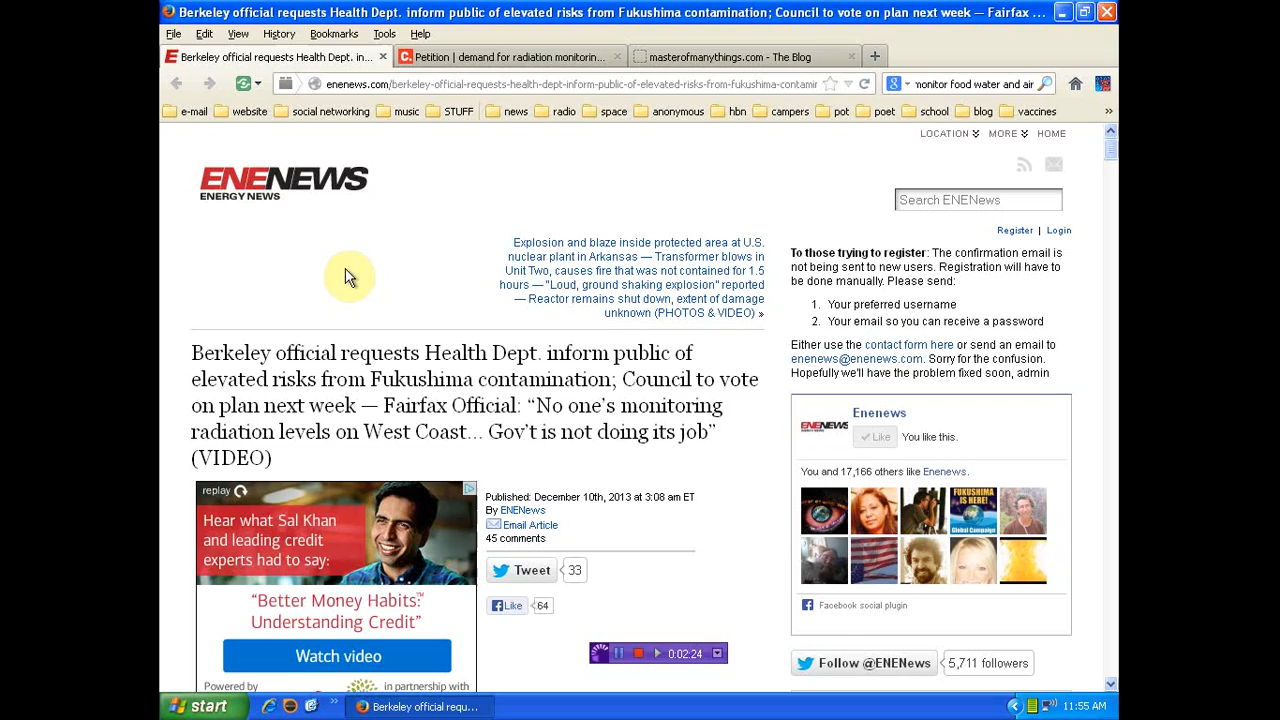 Berkeley official requests Health Dept. inform public of elevated risks from Fukushima contamination; Council to vote on plan next week — Fairfax ...
File Edit View History Bookmarks Tools Help
Berkeley official requests Health Dept. in...
Petition | demand for radiation monitorin...
masterofmanythings.com - The Blog
enenews.com/berkeley-official-requests-health-dept-inform-public-of-elevated-risks-from-fukushima-contamir
monitor food water and air
e-mail website social networking music STUFF news radio space anonymous hbn campers pot poet school blog vaccines
LOCATION MORE HOME
ENENEWS
ENERGY NEWS
Search ENENews
Register | Login
Explosion and blaze inside protected area at U.S.
nuclear plant in Arkansas — Transformer blows in
Unit Two, causes fire that was not contained for 1.5
hours — "Loud, ground shaking explosion" reported
— Reactor remains shut down, extent of damage
unknown (PHOTOS & VIDEO) »
To those trying to register: The confirmation email is
not being sent to new users. Registration will have to
be done manually. Please send:
1. Your preferred username
2. Your email so you can receive a password
Either use the contact form here or send an email to
enenews@enenews.com. Sorry for the confusion.
Hopefully we'll have the problem fixed soon, admin
Berkeley official requests Health Dept. inform public of
elevated risks from Fukushima contamination; Council to vote
on plan next week — Fairfax Official: “No one’s monitoring
radiation levels on West Coast... Gov’t is not doing its job”
(VIDEO)
Enenews
ENENEWS
Like You like this.
You and 17,166 others like Enenews.
FUKUSHIMA
IS HERE!
Global Campaign
Facebook social plugin
Follow @ENENews 5,711 followers
replay
Hear what Sal Khan
and leading credit
experts had to say:
“Better Money Habits:™
Understanding Credit”
Watch video
Powered by
in partnership with
Published: December 10th, 2013 at 3:08 am ET
By ENENews
Email Article
45 comments
Tweet 33
Like 64
0:02:24
start
Berkeley official requ...
11:55 AM